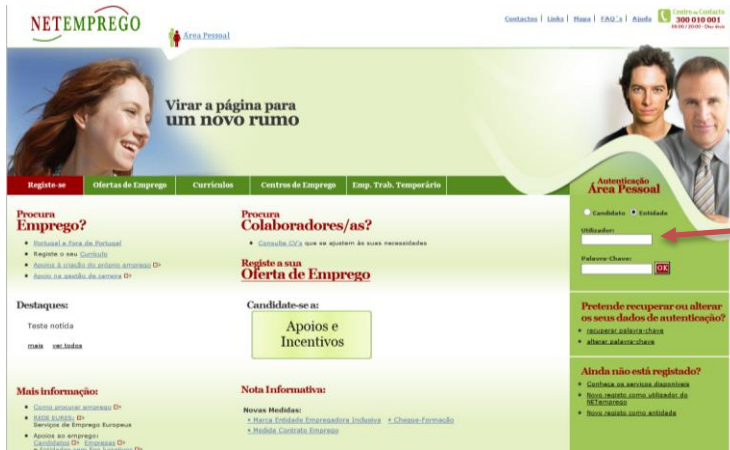 NETEMPREGO
Área Pessoal
Contactos | Links | Mapa | FAQ´s | Ajuda
Centro de Contacto
300 010 001
Virar a página para
um novo rumo
Registe-se
Ofertas de Emprego
Currículos
Centros de Emprego
Emp. Trab. Temporário
Procura
Emprego?
Portugal e Fora de Portugal
Registe o seu Currículo
Apoios à criação do próprio emprego
Apoio na gestão de carreira
Destaques:
Teste notícia
mais ver todos
Mais informação:
Como procurar emprego
REDE EURES:
Serviços de Emprego Europeus
Apoios ao emprego:
Candidatos Empresas
Entidades sem fins lucrativos
Procura
Colaboradores/as?
Consulte CV's que se ajustem às suas necessidades
Registe a sua
Oferta de Emprego
Candidate-se a:
Apoios e
Incentivos
Nota Informativa:
Novas Medidas:
Marca Entidade Empregadora Inclusiva Cheque-Formação
Medida Contrato Emprego
Autenticação
Área Pessoal
Candidato Entidade
Utilizador:
Palavra-Chave:
OK
Pretende recuperar ou alterar
os seus dados de autenticação?
recuperar palavra-chave
alterar palavra-chave
Ainda não está registado?
Conheça os serviços disponíveis
Novo registo como utilizador do
NETemprego
Novo registo como entidade